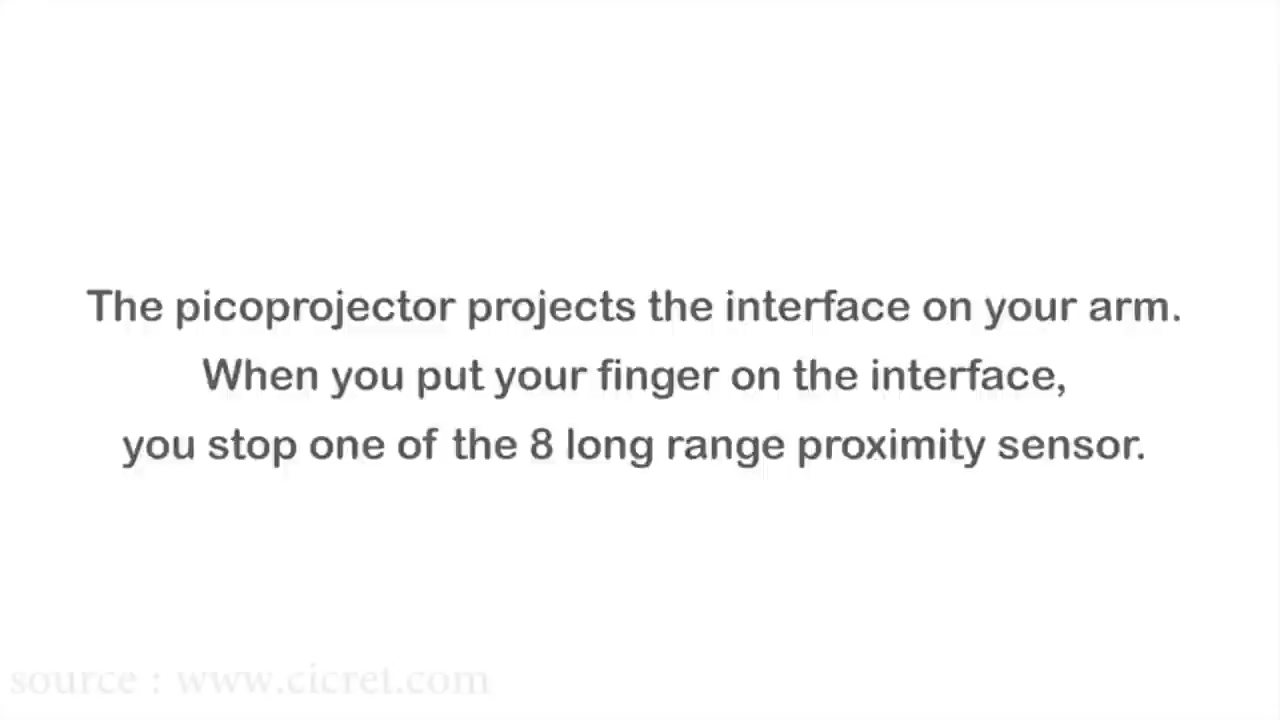 The picoprojector projects the interface on your arm.
When you put your finger on the interface,
you stop one of the 8 long range proximity sensor.
source : www.cicret.com